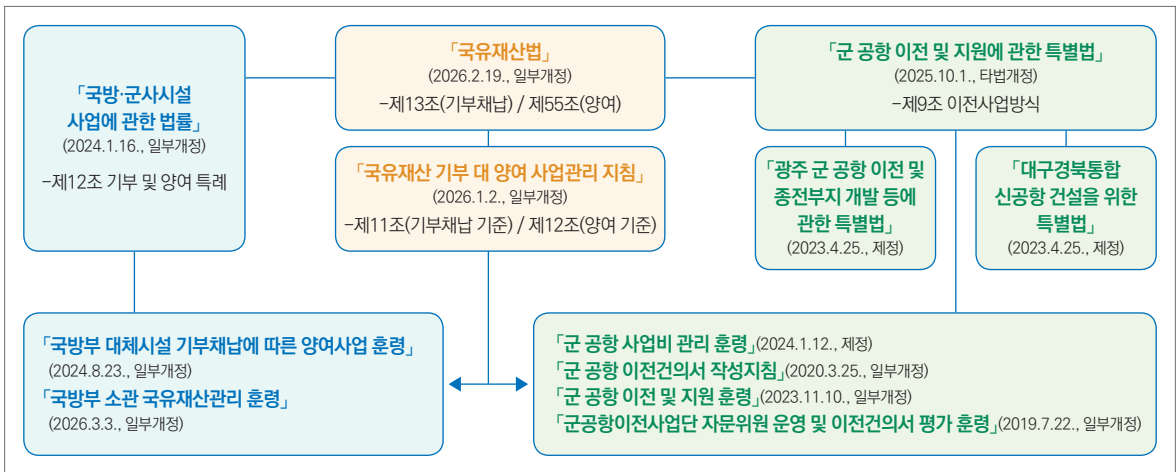 「국방·군사시설
사업에 관한 법률」
(2024.1.16., 일부개정)
-제12조 기부 및 양여 특례
「국유재산법」
(2026.2.19., 일부개정)
-제13조(기부채납) / 제55조(양여)
「군 공항 이전 및 지원에 관한 특별법」
(2025.10.1., 타법개정)
-제9조 이전사업방식
「국유재산 기부 대 양여 사업관리 지침」
(2026.1.2., 일부개정)
-제11조(기부채납 기준) / 제12조(양여 기준)
「광주 군 공항 이전 및
종전부지 개발 등에
관한 특별법」
(2023.4.25., 제정)
「대구경북통합
신공항 건설을 위한
특별법」
(2023.4.25., 제정)
「국방부 대체시설 기부채납에 따른 양여사업 훈령」
(2024.8.23., 일부개정)
「국방부 소관 국유재산관리 훈령」
(2026.3.3., 일부개정)
「군 공항 사업비 관리 훈령」(2024.1.12., 제정)
「군 공항 이전건의서 작성지침」(2020.3.25., 일부개정)
「군 공항 이전 및 지원 훈령」(2023.11.10., 일부개정)
「군공항이전사업단 자문위원 운영 및 이전건의서 평가 훈령」(2019.7.22., 일부개정)